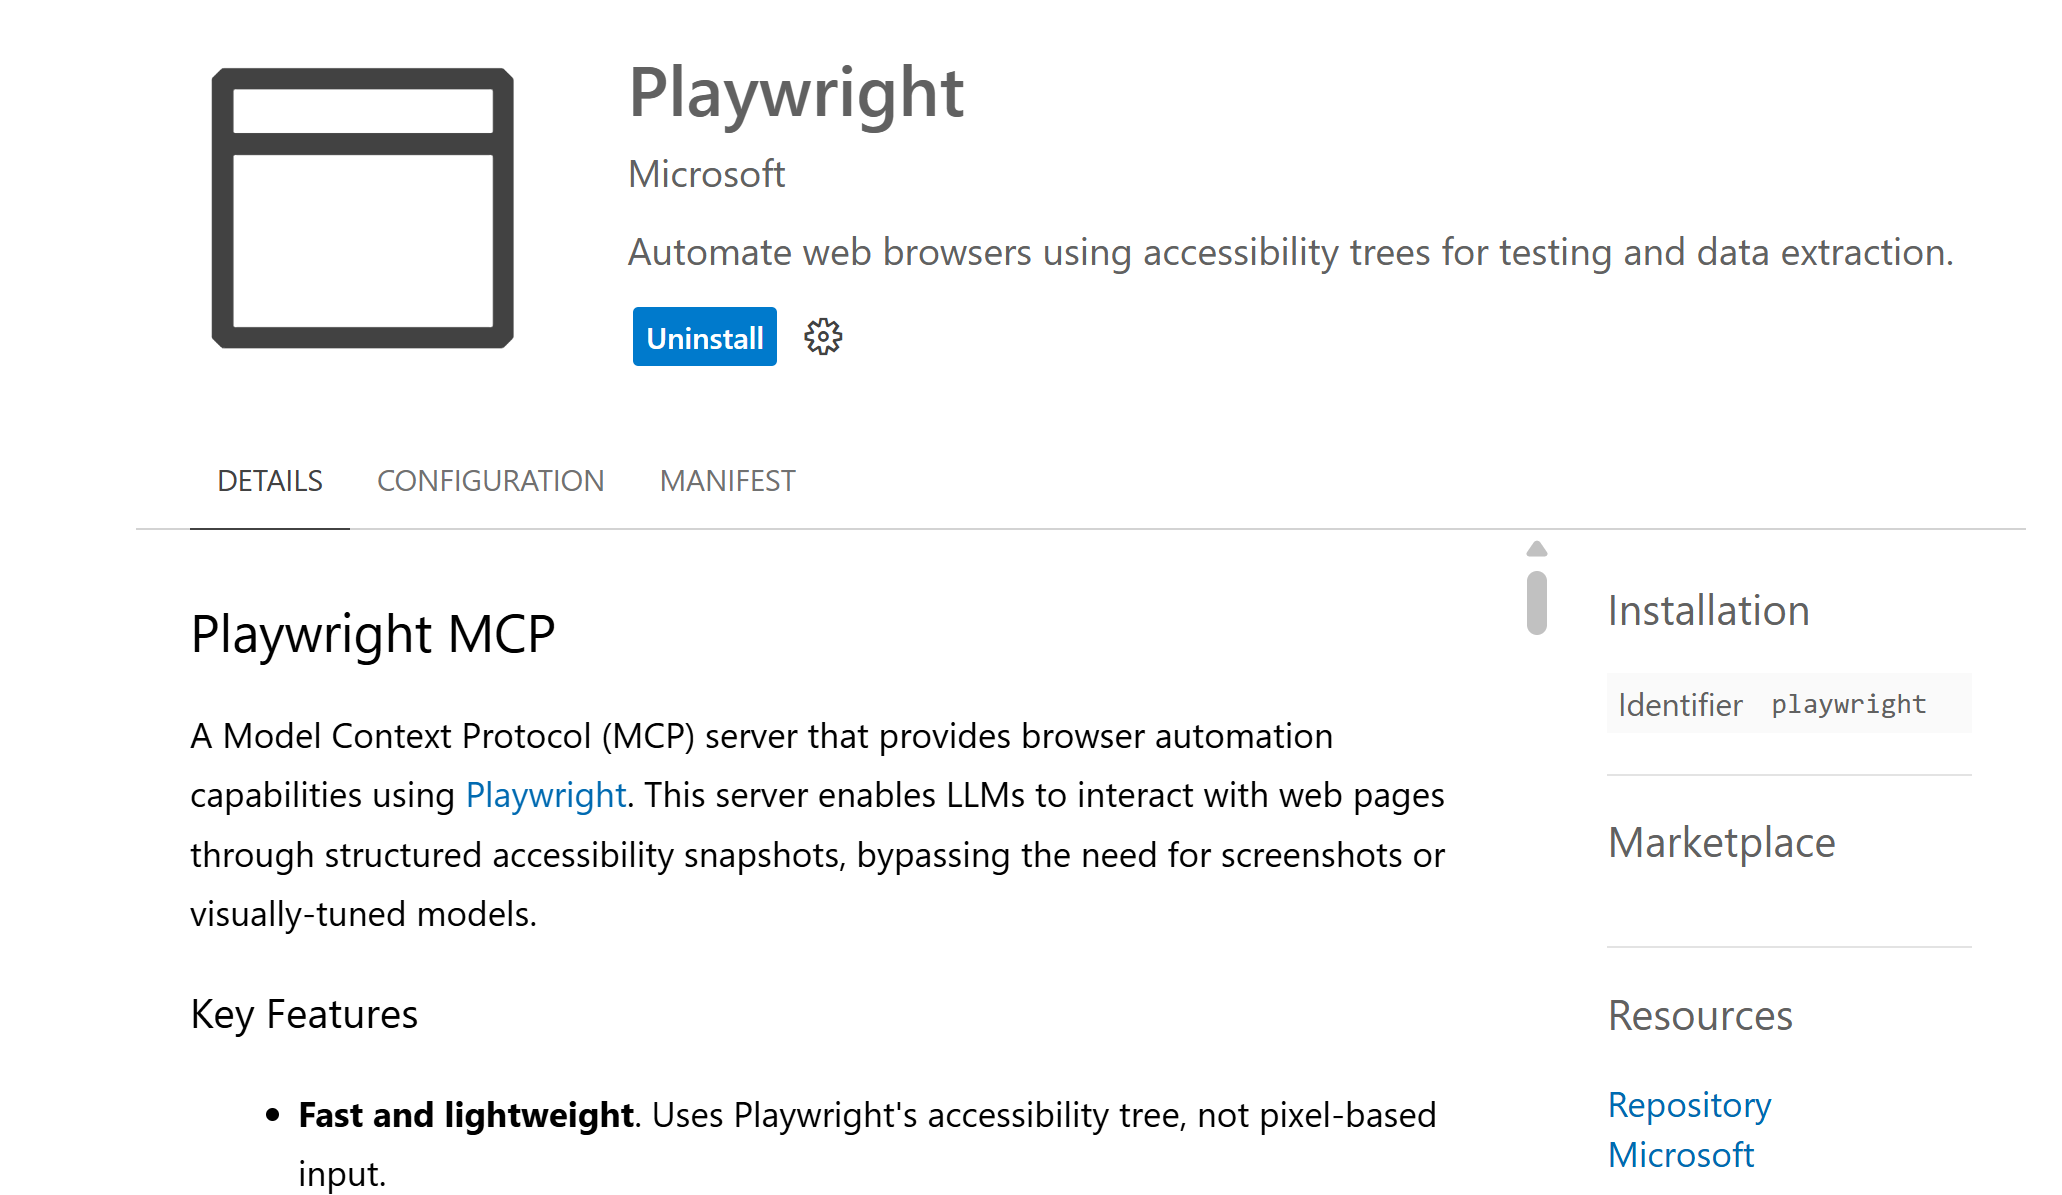 Playwright
Microsoft
Automate web browsers using accessibility trees for testing and data extraction.
Uninstall
DETAILS CONFIGURATION MANIFEST
Playwright MCP
A Model Context Protocol (MCP) server that provides browser automation
capabilities using Playwright. This server enables LLMs to interact with web pages
through structured accessibility snapshots, bypassing the need for screenshots or
visually-tuned models.
Key Features
• Fast and lightweight. Uses Playwright's accessibility tree, not pixel-based
input.
Installation
Identifier playwright
Marketplace
Resources
Repository
Microsoft